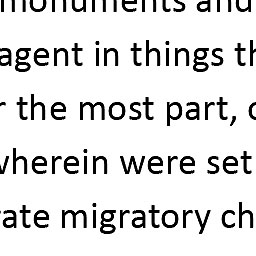 monuments and
agent in things th
r the most part, o
wherein were set
rate migratory ch